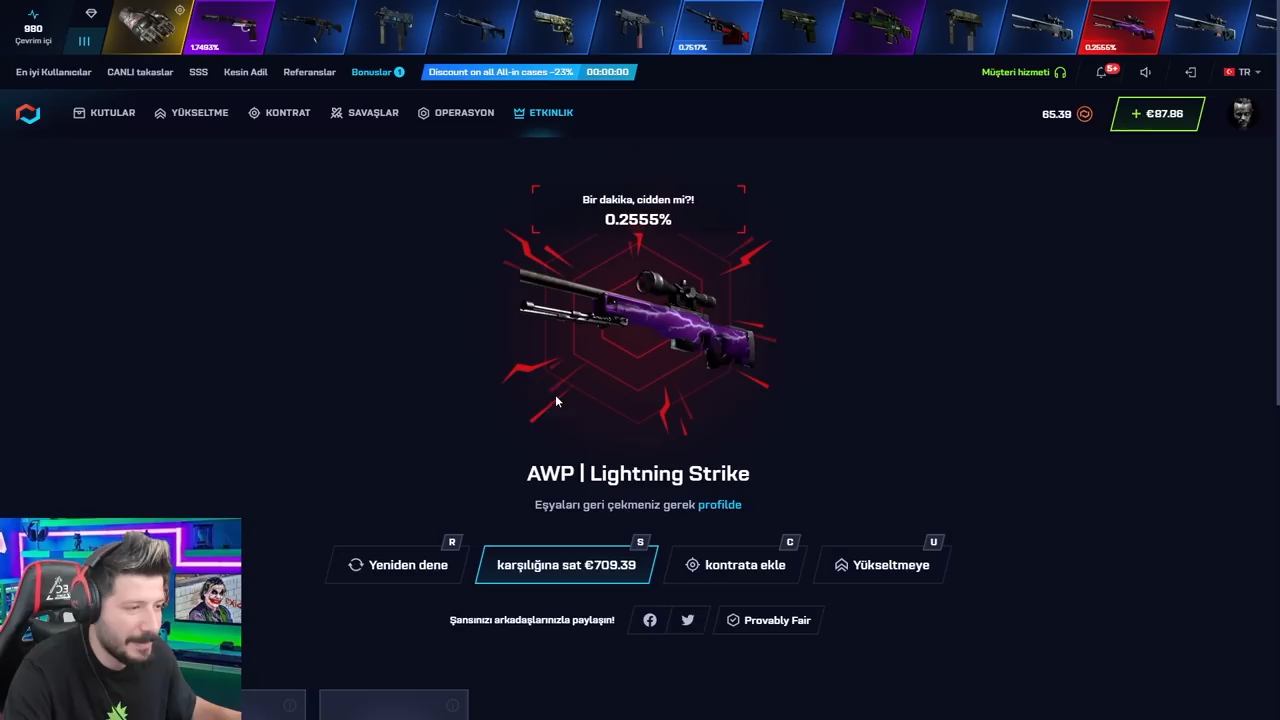 980
Çevrim içi
1.7493%
0.7517%
0.2555%
En iyi Kullanıcılar
CANLI takaslar
SSS
Kesin Adil
Referanslar
Bonuslar 1
Discount on all All-in cases -23%
00:00:00
Müşteri hizmeti
5+
TR
KUTULAR
YÜKSELTME
KONTRAT
SAVAŞLAR
OPERASYON
ETKINLIK
65.39
+ €87.86
Bir dakika, cidden mi?!
0.2555%
AWP | Lightning Strike
Eşyaları geri çekmeniz gerek profilde
R
Yeniden dene
S
karşılığına sat €709.39
C
kontrata ekle
U
Yükseltmeye
Şansınızı arkadaşlarınızla paylaşın!
Provably Fair